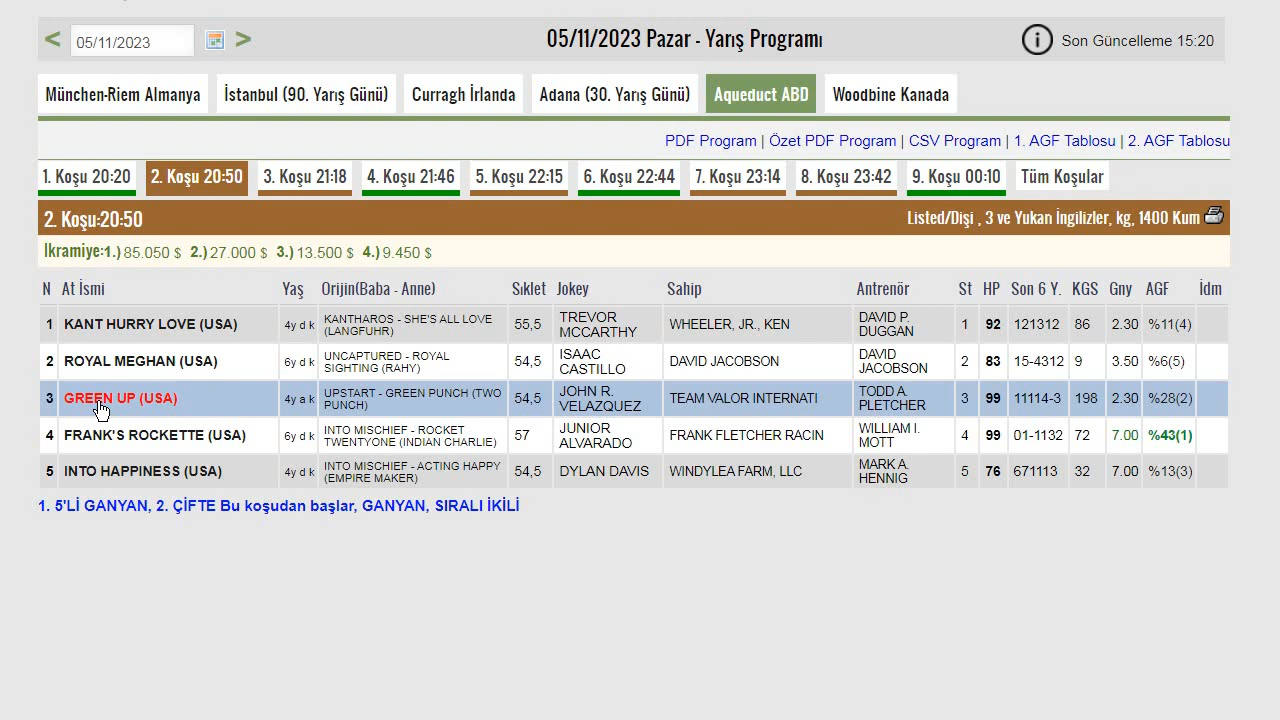 < 05/11/2023 > 05/11/2023 Pazar - Yarış Programı Son Güncelleme 15:20
München-Riem Almanya İstanbul (90. Yarış Günü) Curragh İrlanda Adana (30. Yarış Günü) Aqueduct ABD Woodbine Kanada
PDF Program | Özet PDF Program | CSV Program | 1. AGF Tablosu | 2. AGF Tablosu
1. Koşu 20:20 2. Koşu 20:50 3. Koşu 21:18 4. Koşu 21:46 5. Koşu 22:15 6. Koşu 22:44 7. Koşu 23:14 8. Koşu 23:42 9. Koşu 00:10 Tüm Koşular
2. Koşu:20:50 Listed/Dişi , 3 ve Yukarı İngilizler, kg, 1400 Kum
İkramiye:1.) 85.050 $ 2.) 27.000 $ 3.) 13.500 $ 4.) 9.450 $
N At İsmi Yaş Orijin(Baba - Anne) Sıklet Jokey Sahip Antrenör St HP Son 6 Y. KGS Gny AGF İdm
1 KANT HURRY LOVE (USA) 4y d k KANTHAROS - SHE'S ALL LOVE (LANGFUHR) 55,5 TREVOR MCCARTHY WHEELER, JR., KEN DAVID P. DUGGAN 1 92 121312 86 2.30 %11(4)
2 ROYAL MEGHAN (USA) 6y d k UNCAPTURED - ROYAL SIGHTING (RAHY) 54,5 ISAAC CASTILLO DAVID JACOBSON DAVID JACOBSON 2 83 15-4312 9 3.50 %6(5)
3 GREEN UP (USA) 4y a k UPSTART - GREEN PUNCH (TWO PUNCH) 54,5 JOHN R. VELAZQUEZ TEAM VALOR INTERNATI TODD A. PLETCHER 3 99 11114-3 198 2.30 %28(2)
4 FRANK'S ROCKETTE (USA) 6y d k INTO MISCHIEF - ROCKET TWENTYONE (INDIAN CHARLIE) 57 JUNIOR ALVARADO FRANK FLETCHER RACIN WILLIAM I. MOTT 4 99 01-1132 72 7.00 %43(1)
5 INTO HAPPINESS (USA) 4y d k INTO MISCHIEF - ACTING HAPPY (EMPIRE MAKER) 54,5 DYLAN DAVIS WINDYLEA FARM, LLC MARK A. HENNIG 5 76 671113 32 7.00 %13(3)
1. 5'Lİ GANYAN, 2. ÇİFTE Bu koşudan başlar, GANYAN, SIRALI İKİLİ